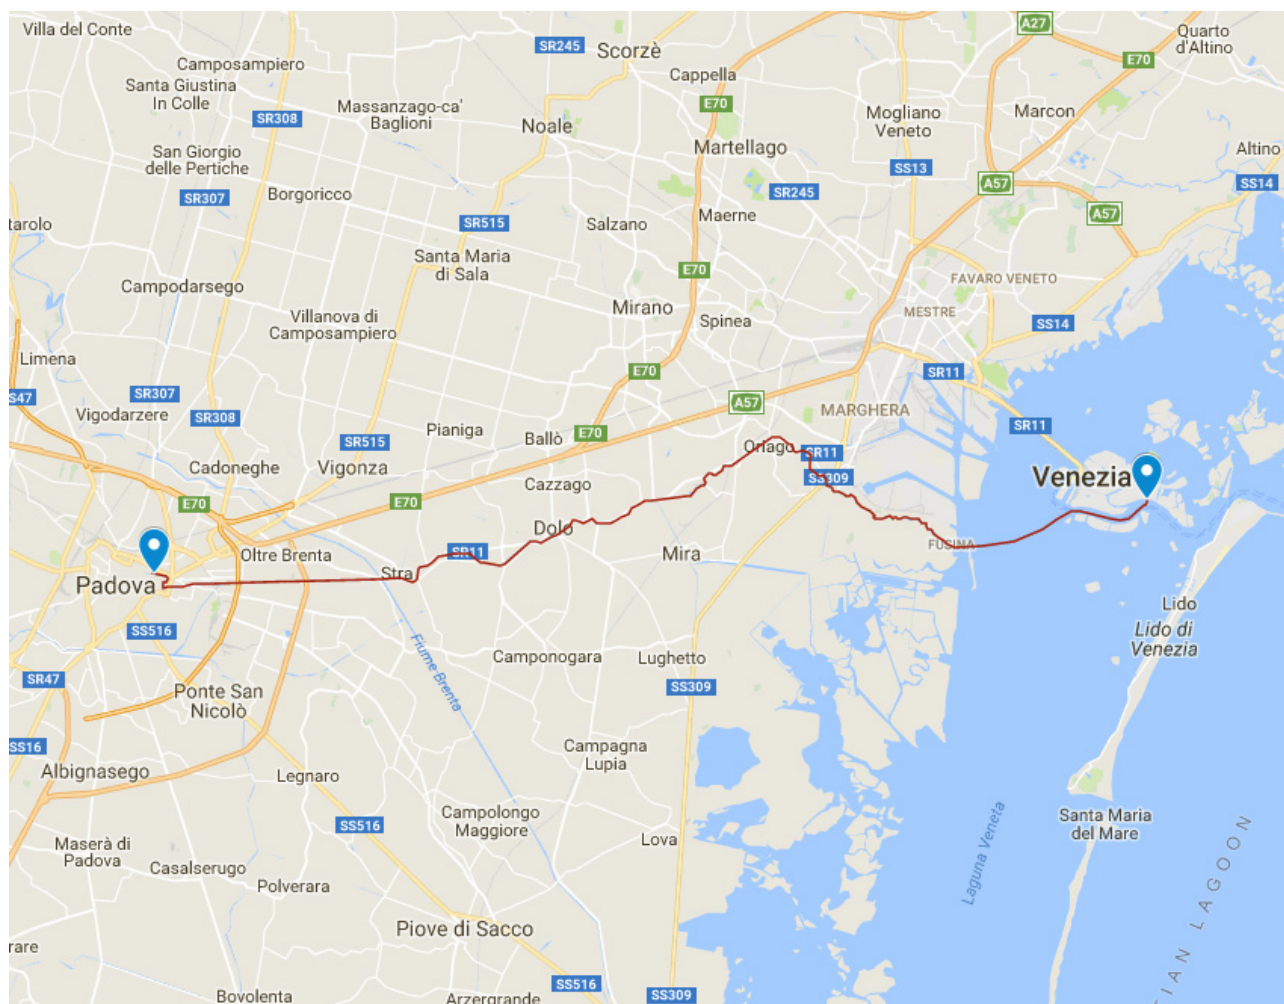 Villa del Conte
SR245
Scorzè
A27
Quarto
d'Altino
Camposampiero
Cappella
E70
Santa Giustina
In Colle
Massanzago-ca'
Baglioni
E70
Mogliano
Veneto
Marcon
SR308
Noale
San Giorgio
delle Pertiche
Martellago
Altino
SS13
A57
SS14
SR307
Borgoricco
SR245
tarolo
SR515
Salzano
Maerne
A57
Santa Maria
di Sala
E70
FAVARO VENETO
Campodarsego
Villanova di
Camposampiero
Mirano
Spinea
MESTRE
SS14
Limena
E70
SR11
SR307
S47
Vigodarzere
SR308
A57
MARGHERA
SR11
Pianiga
Ballò
E70
SR515
Oriago
SR11
Cadoneghe
Vigonza
SS309
Venezia
Cazzago
E70
E70
Dolo
Oltre Brenta
SR11
Mira
FUSINA
Padova
Stra
Lido
SS516
Lido di
Venezia
Fiume Brenta
Camponogara
Lughetto
SR47
Ponte San
Nicolò
SS309
SS16
Campagna
Lupia
Albignasego
Legnaro
Campolongo
Maggiore
Santa Maria
del Mare
SS516
Lova
Laguna Veneta
Maserà di
Padova
Casalserugo
Polverara
TIAN LAGOON
Piove di Sacco
rare
SS516
Bovolenta
Arzergrande
SS309